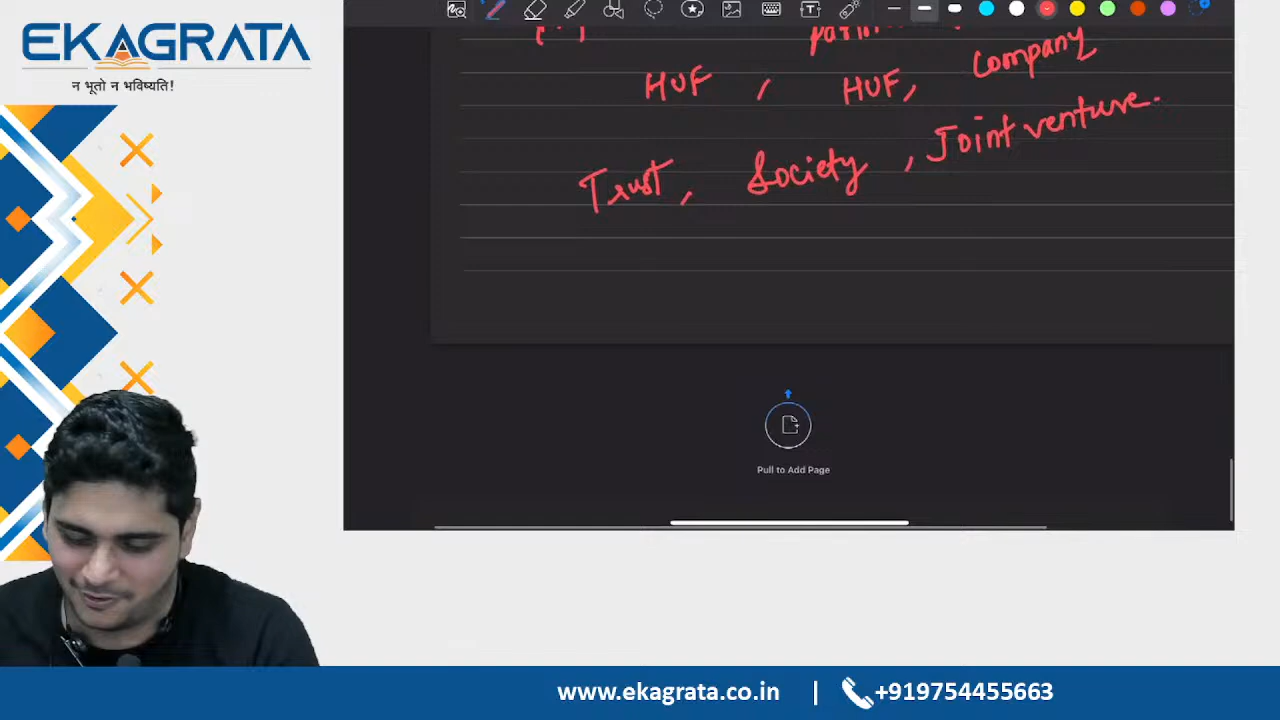 EKAGRATA
न भूतो न भविष्यति!
HUF , HUF, Company
Trust, Society, Joint venture.
Pull to Add Page
www.ekagrata.co.in | +919754455663